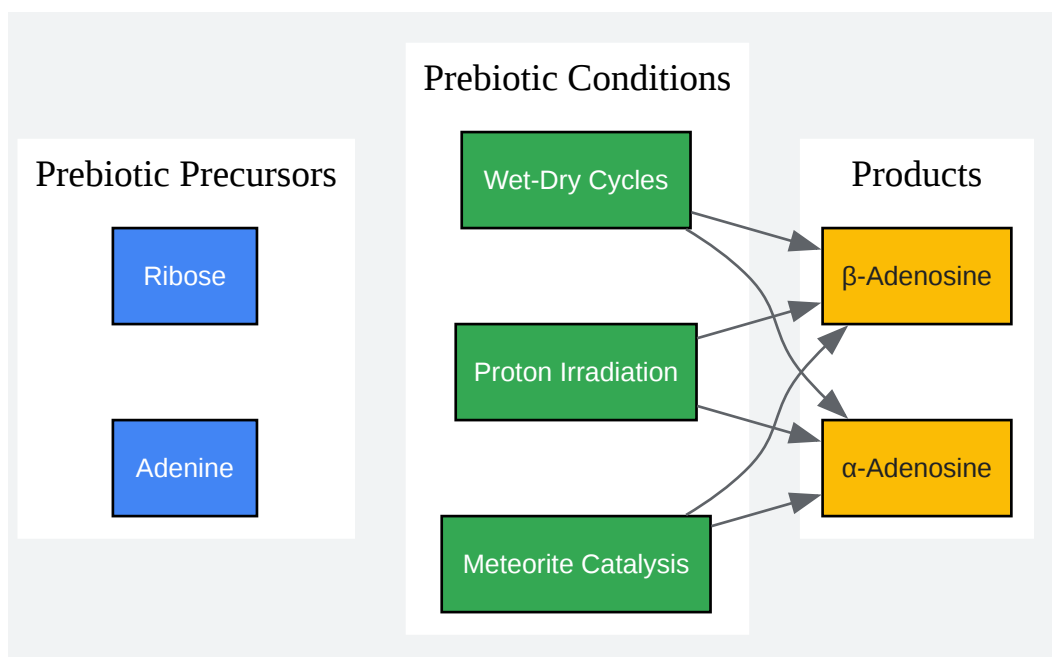 Prebiotic Precursors
Ribose
Adenine
Prebiotic Conditions
Wet-Dry Cycles
Proton Irradiation
Meteorite Catalysis
Products
β-Adenosine
α-Adenosine